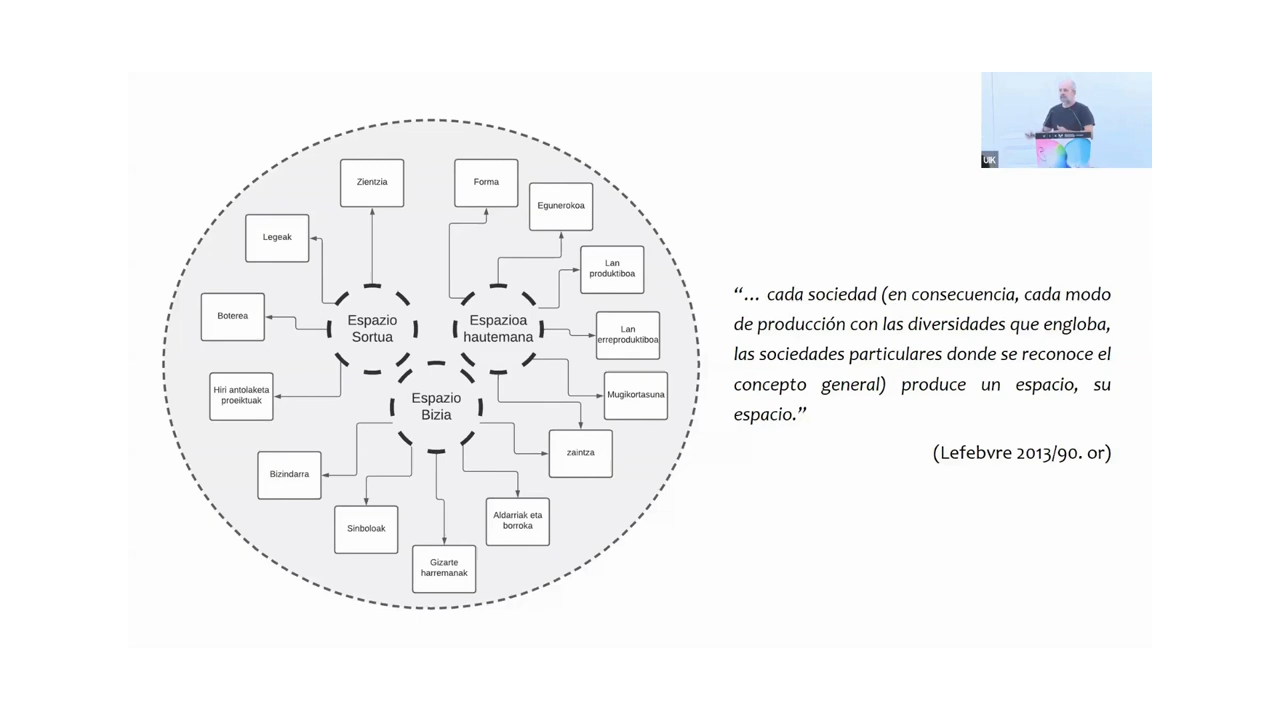 Zientzia
Forma
Egunerokoa
Legeak
Lan
produktiboa
Boterea
Espazio
Sortua
Espazioa
hautemana
Lan
erreproduktiboa
Hiri antolaketa
proeiktuak
Espazio
Bizia
Mugikortasuna
zaintza
Bizindarra
Sinboloak
Aldarriak eta
borroka
Gizarte
harremanak
“… cada sociedad (en consecuencia, cada modo
de producción con las diversidades que engloba,
las sociedades particulares donde se reconoce el
concepto general) produce un espacio, su
espacio.”
(Lefebvre 2013/90. or)
UIK